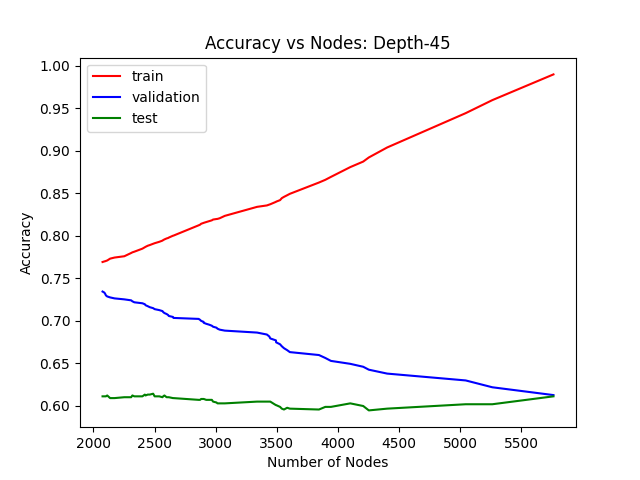 Accuracy vs Nodes: Depth-45
1.00
0.95
0.90
0.85
0.80
0.75
0.70
0.65
0.60
Accuracy
train
validation
test
2000 2500 3000 3500 4000 4500 5000 5500
Number of Nodes